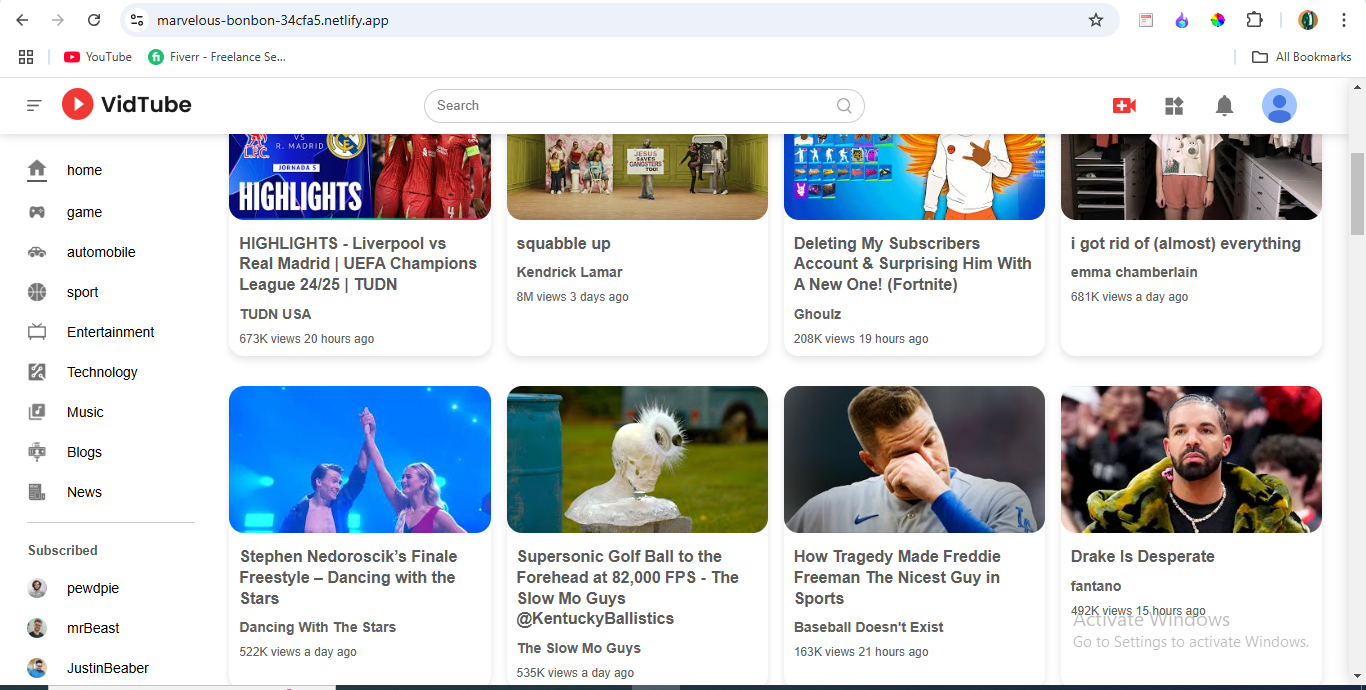 marvelous-bonbon-34cfa5.netlify.app
YouTube
Fiverr - Freelance Se...
All Bookmarks
VidTube
Search
home
game
automobile
sport
Entertainment
Technology
Music
Blogs
News
Subscribed
pewdpie
mrBeast
JustinBeaber
VS
R. MADRID
JORNADA 5
HIGHLIGHTS
HIGHLIGHTS - Liverpool vs
Real Madrid | UEFA Champions
League 24/25 | TUDN
TUDN USA
673K views 20 hours ago
JESUS
SAVES
GANGSTERS
TOO!
squabble up
Kendrick Lamar
8M views 3 days ago
Deleting My Subscribers
Account & Surprising Him With
A New One! (Fortnite)
Ghoulz
208K views 19 hours ago
i got rid of (almost) everything
emma chamberlain
681K views a day ago
Stephen Nedoroscik’s Finale
Freestyle – Dancing with the
Stars
Dancing With The Stars
522K views a day ago
Supersonic Golf Ball to the
Forehead at 82,000 FPS - The
Slow Mo Guys
@KentuckyBallistics
The Slow Mo Guys
535K views a day ago
LA
How Tragedy Made Freddie
Freeman The Nicest Guy in
Sports
Baseball Doesn't Exist
163K views 21 hours ago
Drake Is Desperate
fantano
492K views 15 hours ago
Activate Windows
Go to Settings to activate Windows.